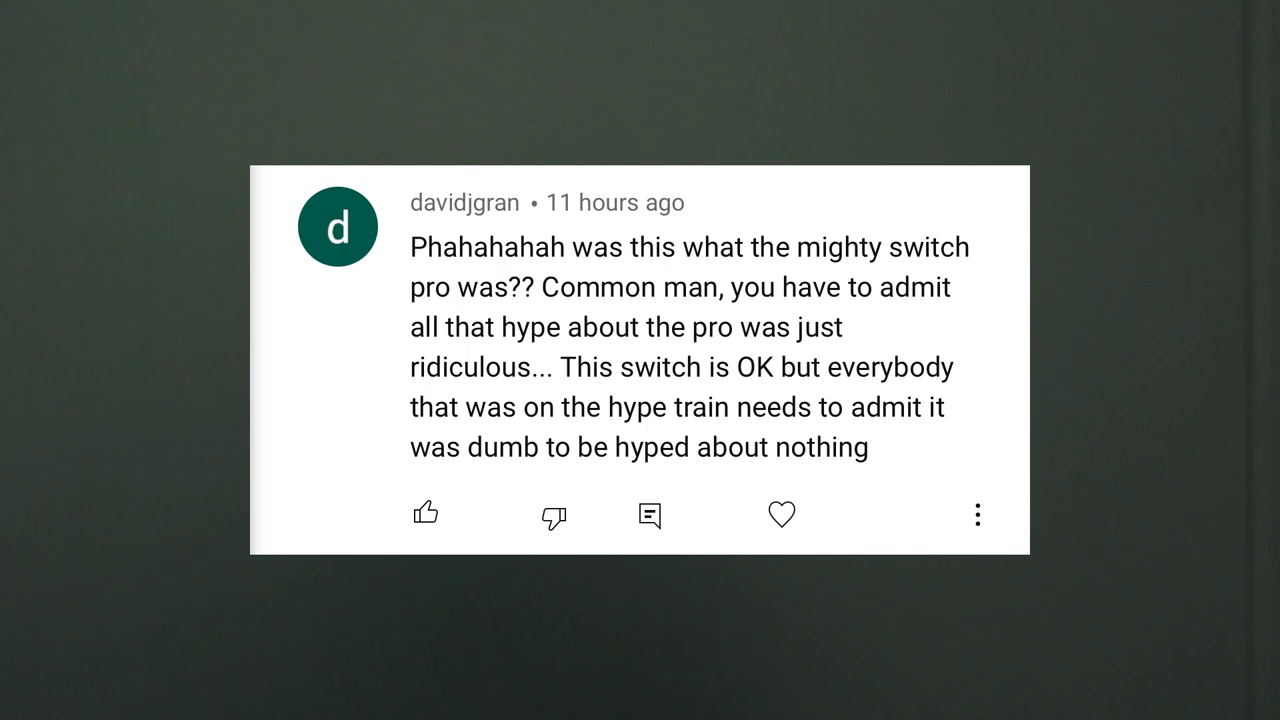 d
davidjgran • 11 hours ago
Phahahahah was this what the mighty switch
pro was?? Common man, you have to admit
all that hype about the pro was just
ridiculous... This switch is OK but everybody
that was on the hype train needs to admit it
was dumb to be hyped about nothing